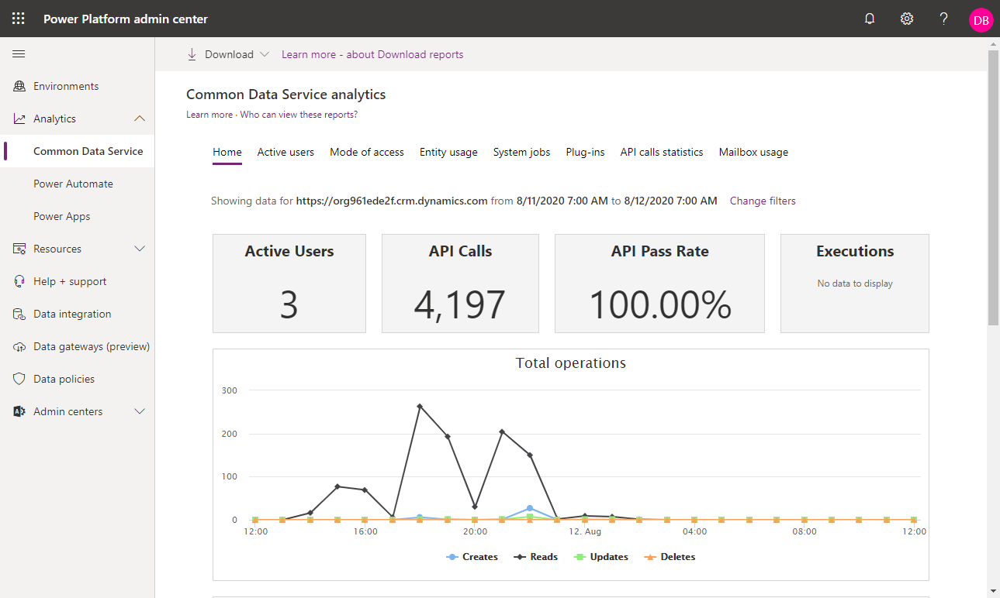 Power Platform admin center
?
DB
Download
Learn more - about Download reports
Environments
Analytics
Common Data Service
Power Automate
Power Apps
Resources
Help + support
Data integration
Data gateways (preview)
Data policies
Admin centers
Common Data Service analytics
Learn more · Who can view these reports?
Home Active users Mode of access Entity usage System jobs Plug-ins API calls statistics Mailbox usage
Showing data for https://org961ede2f.crm.dynamics.com from 8/11/2020 7:00 AM to 8/12/2020 7:00 AM Change filters
Active Users
3
API Calls
4,197
API Pass Rate
100.00%
Executions
No data to display
Total operations
300
200
100
0
12:00 16:00 20:00 12. Aug 04:00 08:00 12:00
Creates Reads Updates Deletes